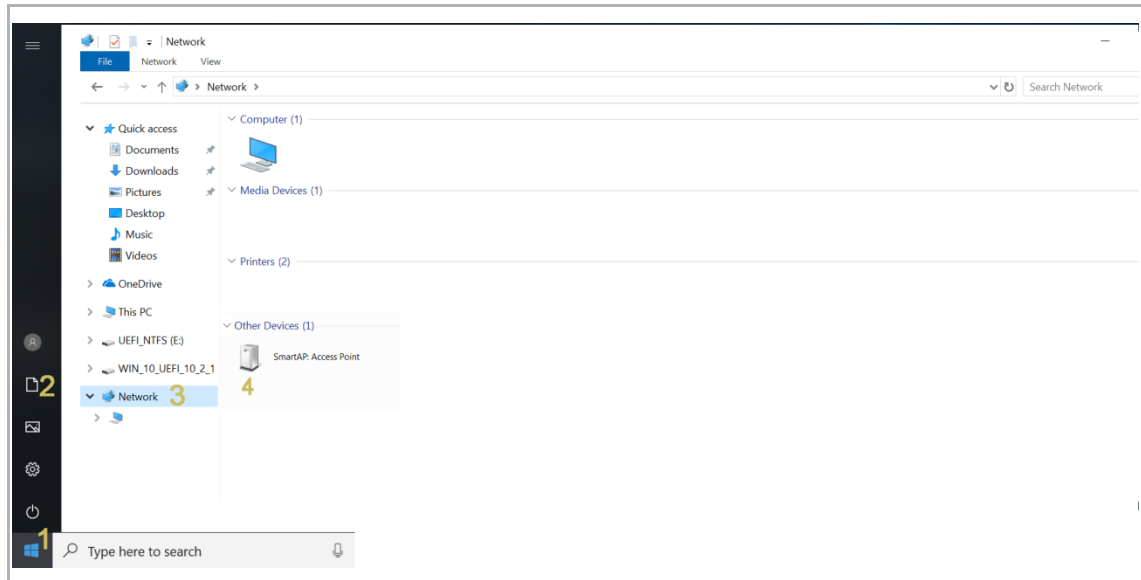 Network
File Network View
Network
Search Network
Quick access
Documents
Downloads
Pictures
Desktop
Music
Videos
OneDrive
This PC
UEFI_NTFS (E:)
WIN_10_UEFI_10_2_1
Network 3
Computer (1)
Media Devices (1)
Printers (2)
Other Devices (1)
SmartAP: Access Point
4
2
1
Type here to search